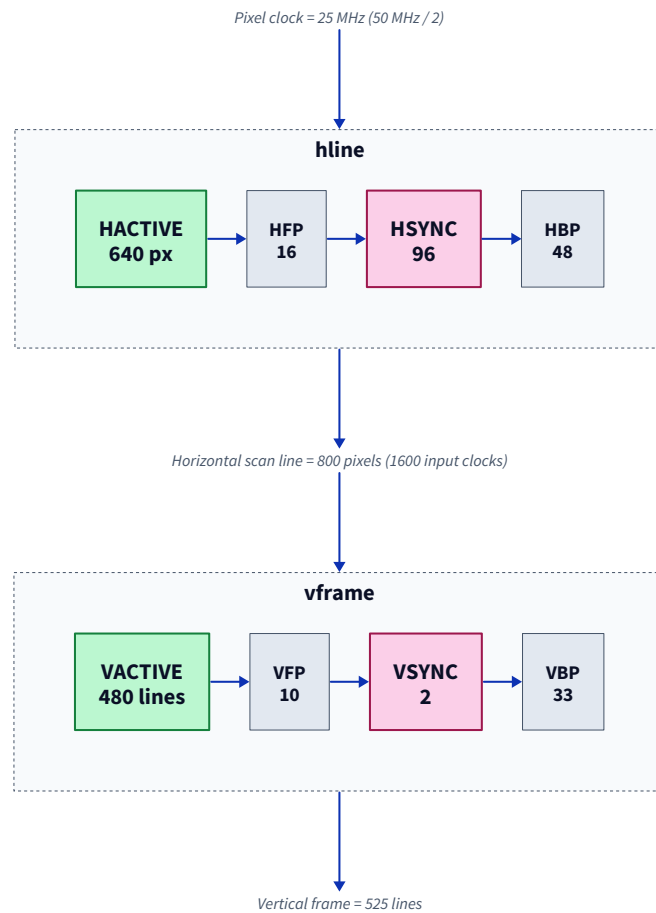 Pixel clock = 25 MHz (50 MHz / 2)
hline
HACTIVE
640 px
HFP
16
HSYNC
96
HBP
48
Horizontal scan line = 800 pixels (1600 input clocks)
vframe
VACTIVE
480 lines
VFP
10
VSYNC
2
VBP
33
Vertical frame = 525 lines